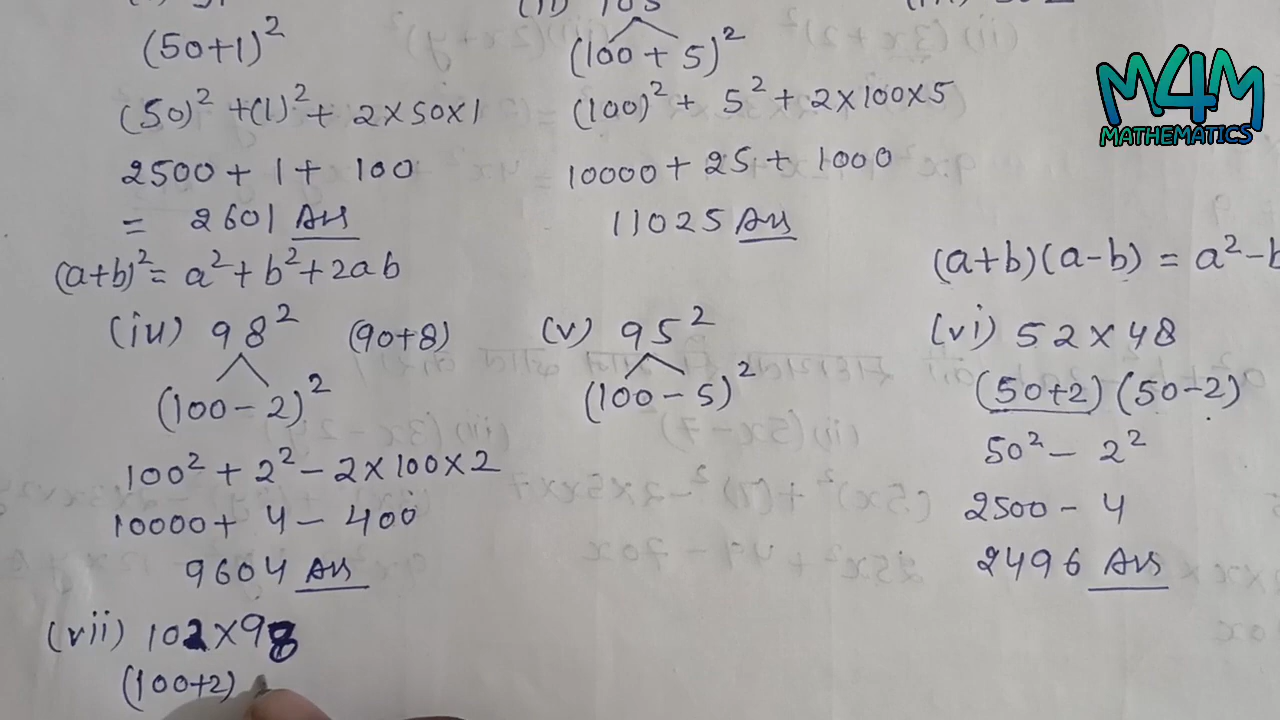 (50+1)²
(50)² + (1)² + 2×50×1
2500 + 1 + 100
= 2601 Ans
(a+b)² = a² + b² + 2ab
(ii) 105
(100 + 5)²
(100)² + 5² + 2×100×5
10000 + 25 + 1000
11025 Ans
M4M
MATHEMATICS
(iv) 98² (90+8)
(100 - 2)²
100² + 2² - 2×100×2
10000 + 4 - 400
9604 Ans
(v) 95²
(100 - 5)²
(a+b)(a-b) = a² - b
(vi) 52 × 48
(50+2)(50-2)
50² - 2²
2500 - 4
2496 Ans
(vii) 102×98
(100+2)